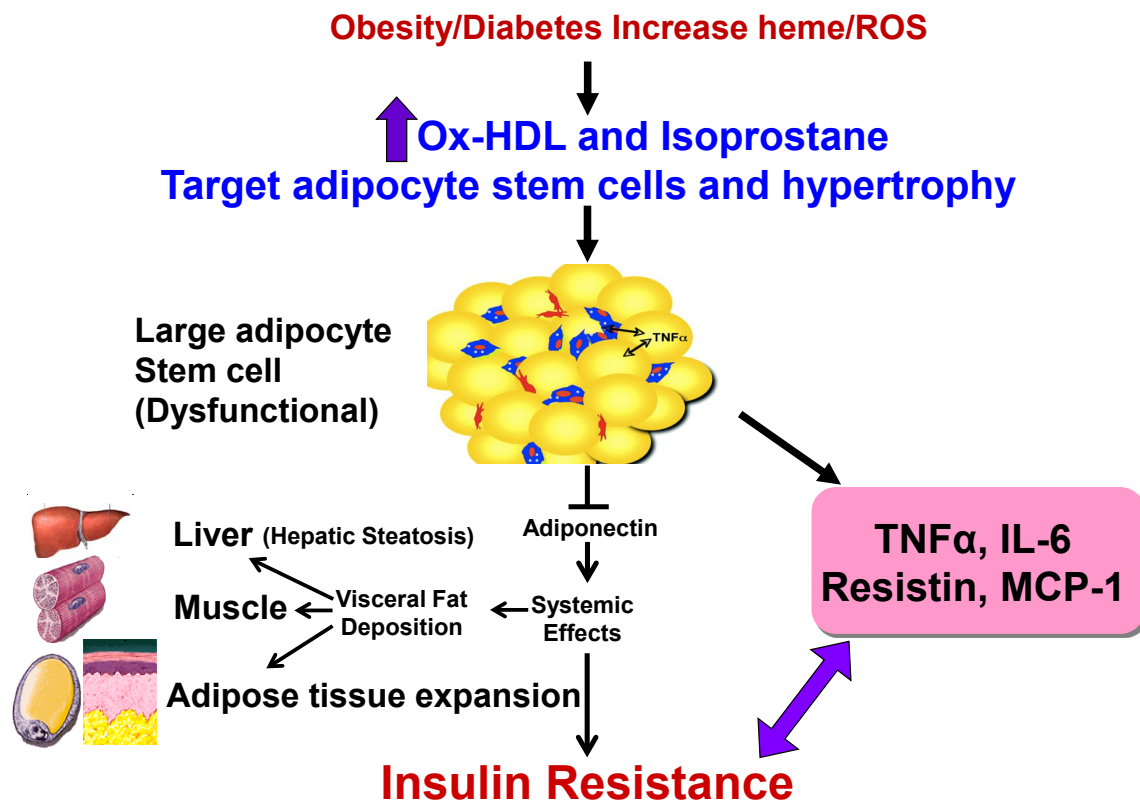 Obesity/Diabetes Increase heme/ROS
Ox-HDL and Isoprostane
Target adipocyte stem cells and hypertrophy
Large adipocyte
Stem cell
(Dysfunctional)
TNFα
Adiponectin
Liver (Hepatic Steatosis)
Muscle
Visceral Fat
Deposition
Systemic
Effects
Adipose tissue expansion
TNFα, IL-6
Resistin, MCP-1
Insulin Resistance